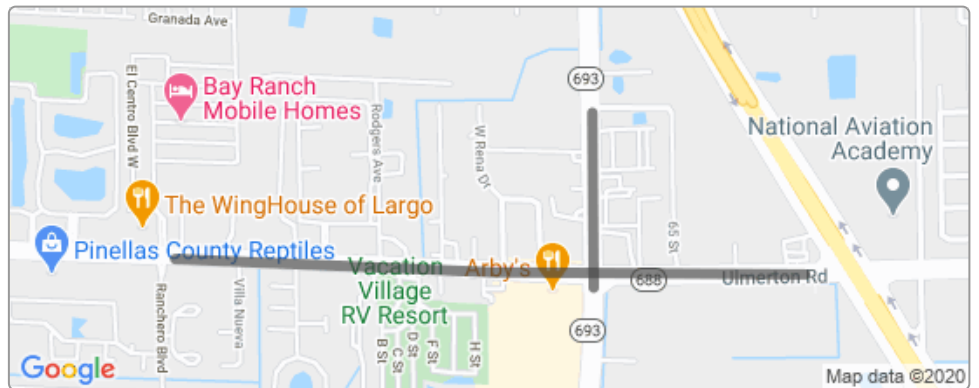 Granada Ave
El Centro Blvd W
Bay Ranch
Mobile Homes
Rodgers Ave
W Rena Dr
693
National Aviation
Academy
The WingHouse of Largo
Pinellas County Reptiles
65 St
Arby's
Vacation
Village
RV Resort
688
Ulmerton Rd
Ranchero Blvd
Villa Nueva
B St
C St
D St
F St
H St
693
Google
Map data ©2020